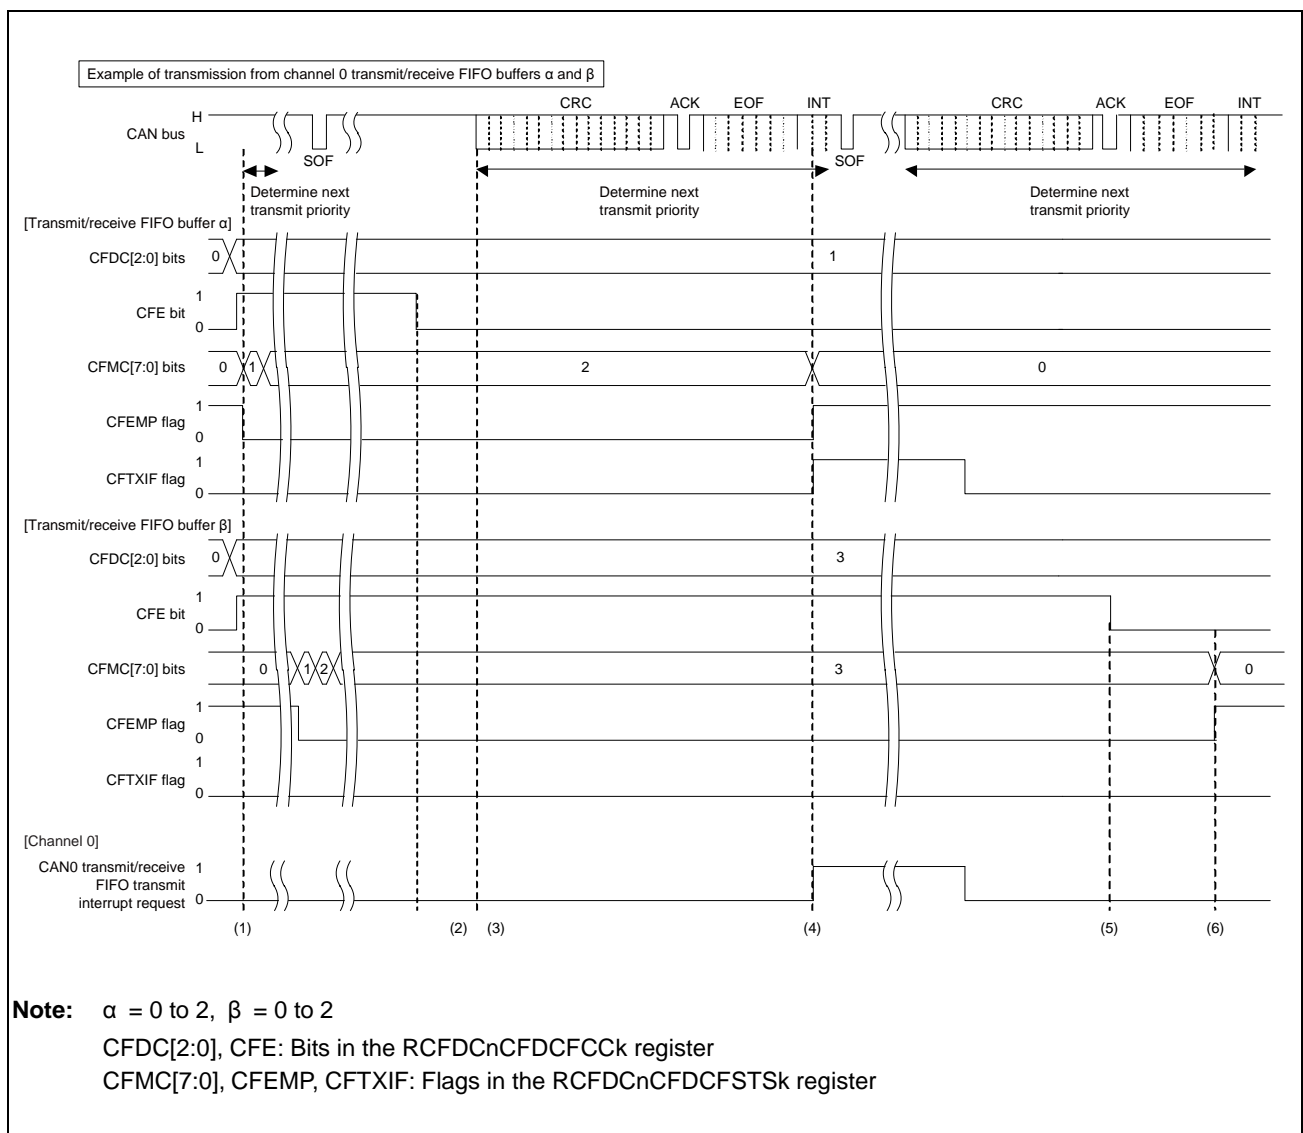 Example of transmission from channel 0 transmit/receive FIFO buffers α and β
CRC ACK EOF INT CRC ACK EOF INT
H
CAN bus
L
SOF SOF
Determine next transmit priority
Determine next transmit priority
Determine next transmit priority
[Transmit/receive FIFO buffer α]
CFDC[2:0] bits 0 1
1
CFE bit
0
CFMC[7:0] bits 0 1 2 0
1
CFEMP flag
0
1
CFTXIF flag
0
[Transmit/receive FIFO buffer β]
CFDC[2:0] bits 0 3
1
CFE bit
0
CFMC[7:0] bits 0 1 2 3 0
1
CFEMP flag
0
1
CFTXIF flag
0
[Channel 0]
CAN0 transmit/receive 1
FIFO transmit
interrupt request 0
(1) (2) (3) (4) (5) (6)
Note: α = 0 to 2, β = 0 to 2
CFDC[2:0], CFE: Bits in the RCFDCnCFDCFCCk register
CFMC[7:0], CFEMP, CFTXIF: Flags in the RCFDCnCFDCFSTSk register